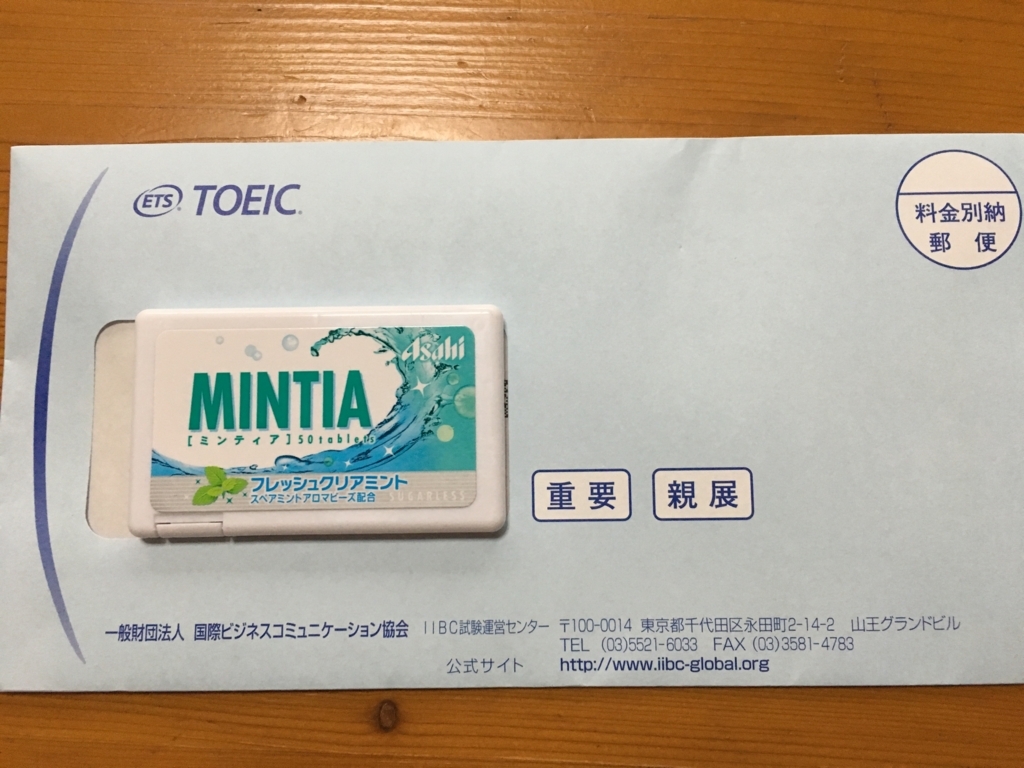 ETS TOEIC
料金別納
郵便
Asahi
MINTIA
[ミンティア] 50tablets
フレッシュクリアミント
スペアミントアロマビーズ配合 SUGARLESS
重要 親展
一般財団法人 国際ビジネスコミュニケーション協会 IIBC試験運営センター 〒100-0014 東京都千代田区永田町2-14-2 山王グランドビル
TEL (03)5521-6033 FAX (03)3581-4783
公式サイト http://www.iibc-global.org